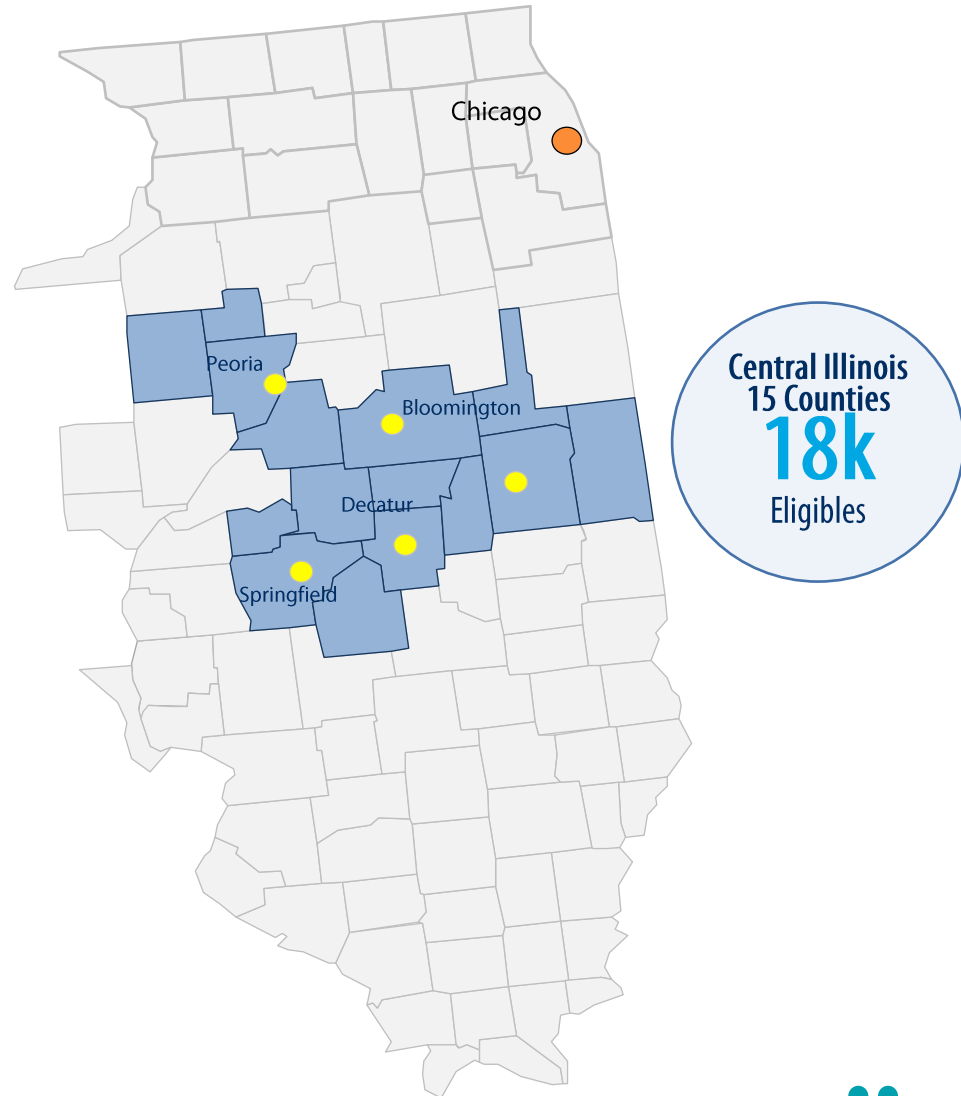 Chicago
Peoria
Bloomington
Decatur
Springfield
Central Illinois
15 Counties
18k
Eligibles